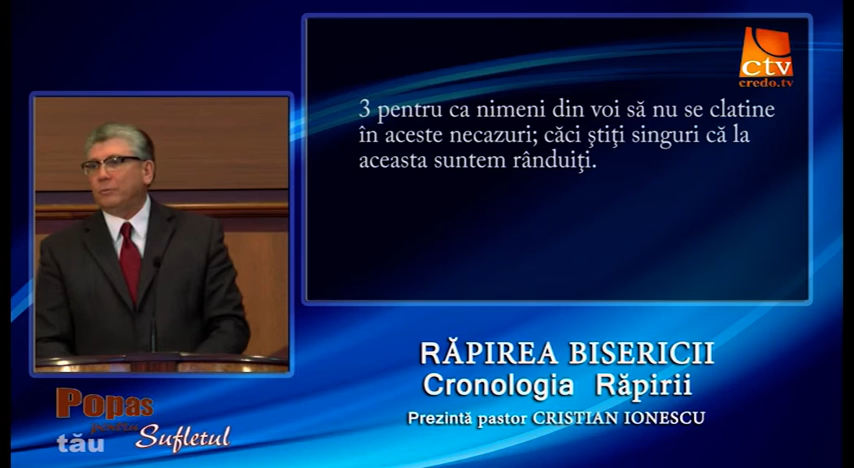 ctv
credo.tv
3 pentru ca nimeni din voi să nu se clatine
în aceste necazuri; căci ştiţi singuri că la
aceasta suntem rânduiţi.
RĂPIREA BISERICII
Cronologia Răpirii
Prezintă pastor CRISTIAN IONESCU
Popas
pentru
tău Sufletul